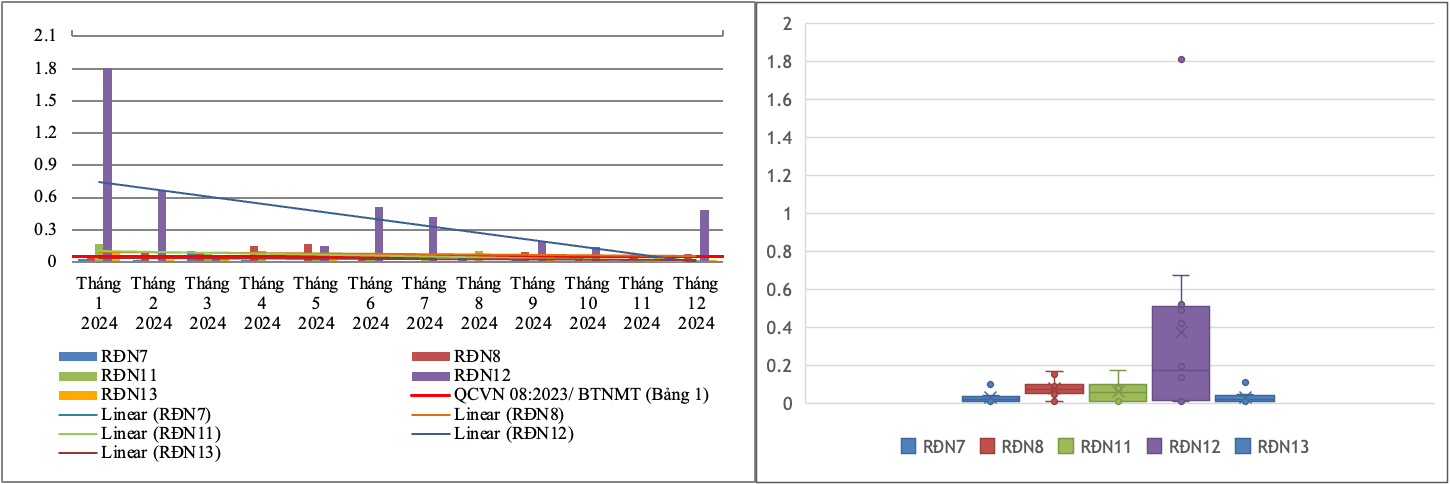 2.1
1.8
1.5
1.2
0.9
0.6
0.3
0
Tháng Tháng Tháng Tháng Tháng Tháng Tháng Tháng Tháng Tháng Tháng Tháng
1 2 3 4 5 6 7 8 9 10 11 12
2024 2024 2024 2024 2024 2024 2024 2024 2024 2024 2024 2024
RĐN7 RĐN8
RĐN11 RĐN12
RĐN13 QCVN 08:2023/ BTNMT (Bảng 1)
Linear (RĐN7) Linear (RĐN8)
Linear (RĐN11) Linear (RĐN12)
Linear (RĐN13)
2
1.8
1.6
1.4
1.2
1
0.8
0.6
0.4
0.2
0
RĐN7 RĐN8 RĐN11 RĐN12 RĐN13